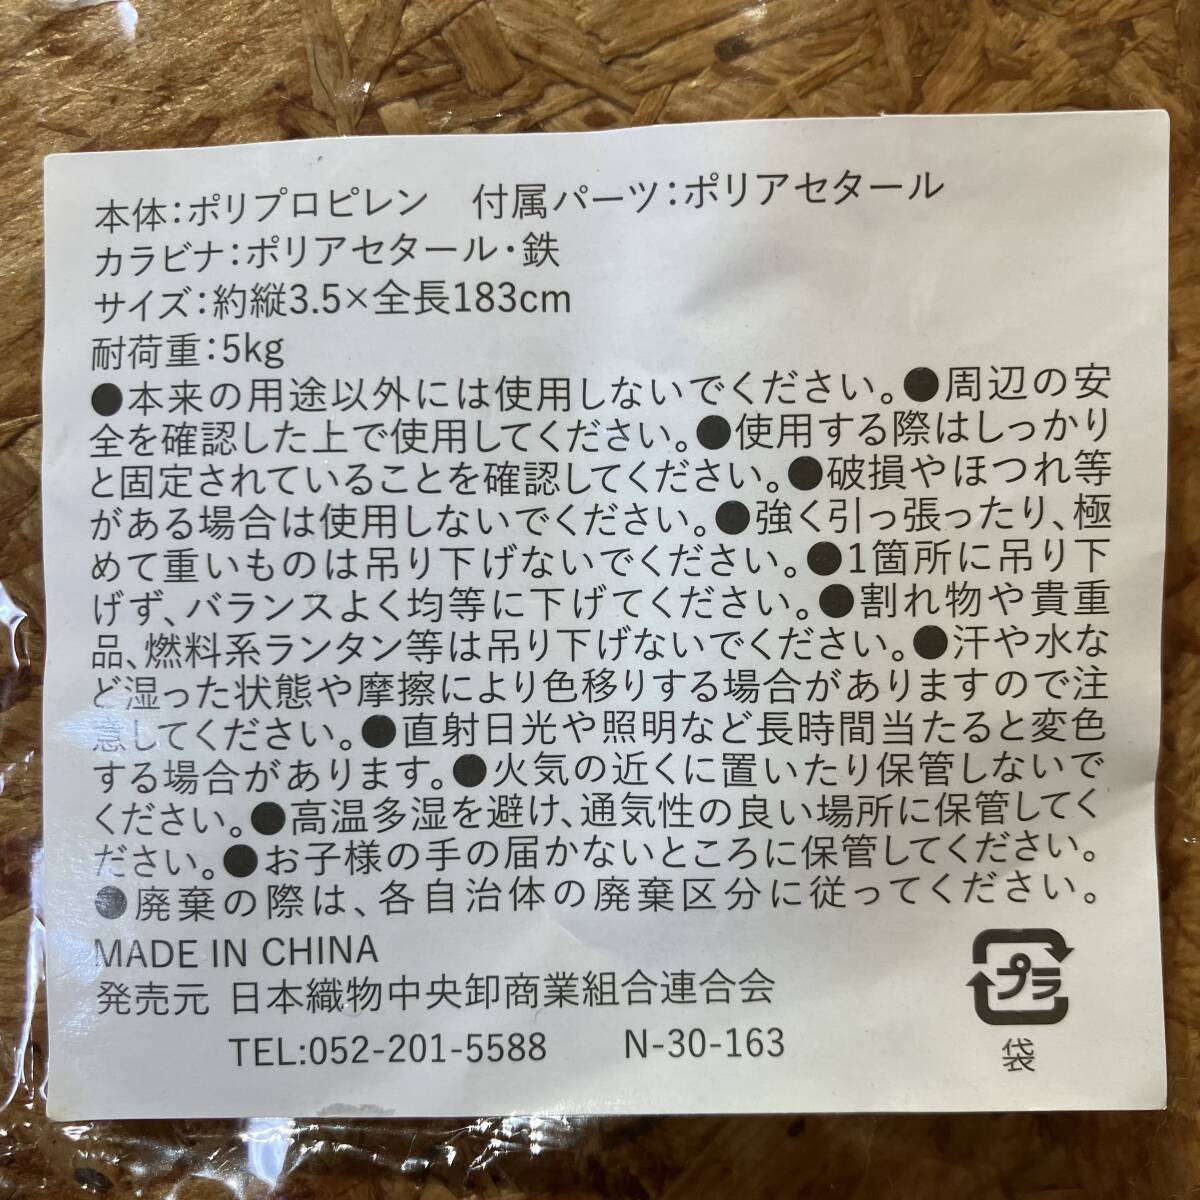 本体:ポリプロピレン　付属パーツ:ポリアセタール
カラビナ:ポリアセタール・鉄
サイズ:約縦3.5×全長183cm
耐荷重:5kg
●本来の用途以外には使用しないでください。●周辺の安
全を確認した上で使用してください。●使用する際はしっかり
と固定されていることを確認してください。●破損やほつれ等
がある場合は使用しないでください。●強く引っ張ったり、極
めて重いものは吊り下げないでください。●1箇所に吊り下
げず、バランスよく均等に下げてください。●割れ物や貴重
品、燃料系ランタン等は吊り下げないでください。●汗や水な
ど湿った状態や摩擦により色移りする場合がありますので注
意してください。●直射日光や照明など長時間当たると変色
する場合があります。●火気の近くに置いたり保管しないで
ください。●高温多湿を避け、通気性の良い場所に保管してく
ださい。●お子様の手の届かないところに保管してください。
●廃棄の際は、各自治体の廃棄区分に従ってください。
MADE IN CHINA
発売元 日本織物中央卸商業組合連合会
TEL:052-201-5588　N-30-163
プラ
袋